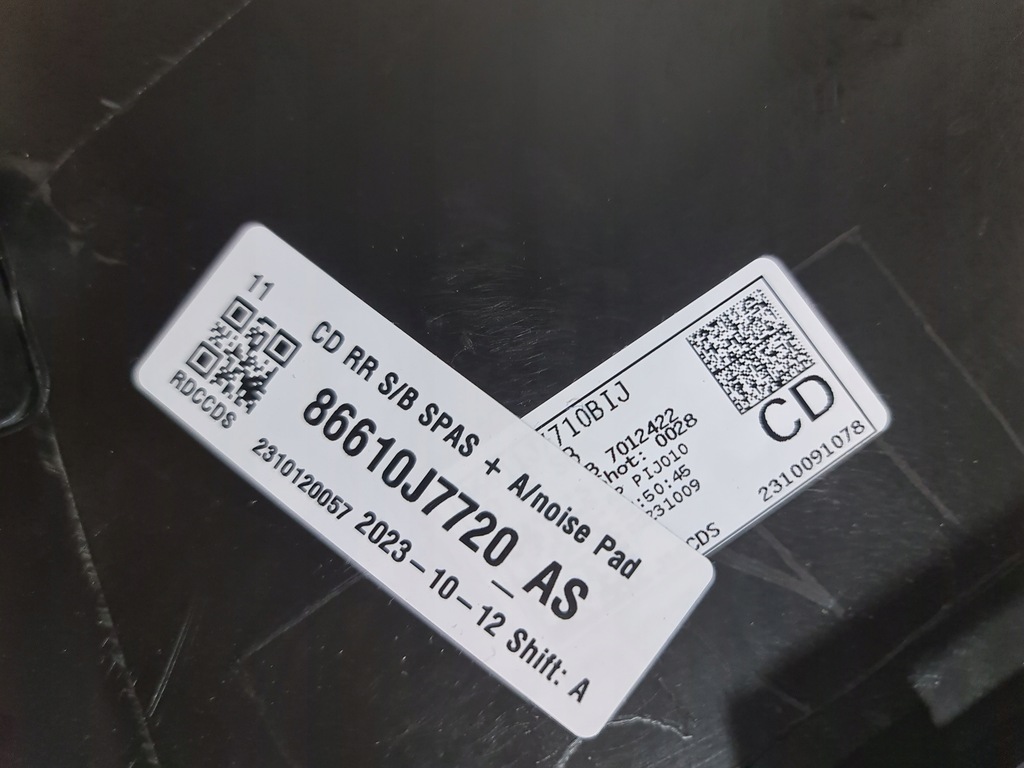 11
RDCCDS
CD RR S/B SPAS + A/noise Pad
86610J7720_AS
2310120057 2023-10-12 Shift: A
710BIJ
7012422
hot: 0028
PIJ010
:50:45
231009
CDS
CD
2310091078